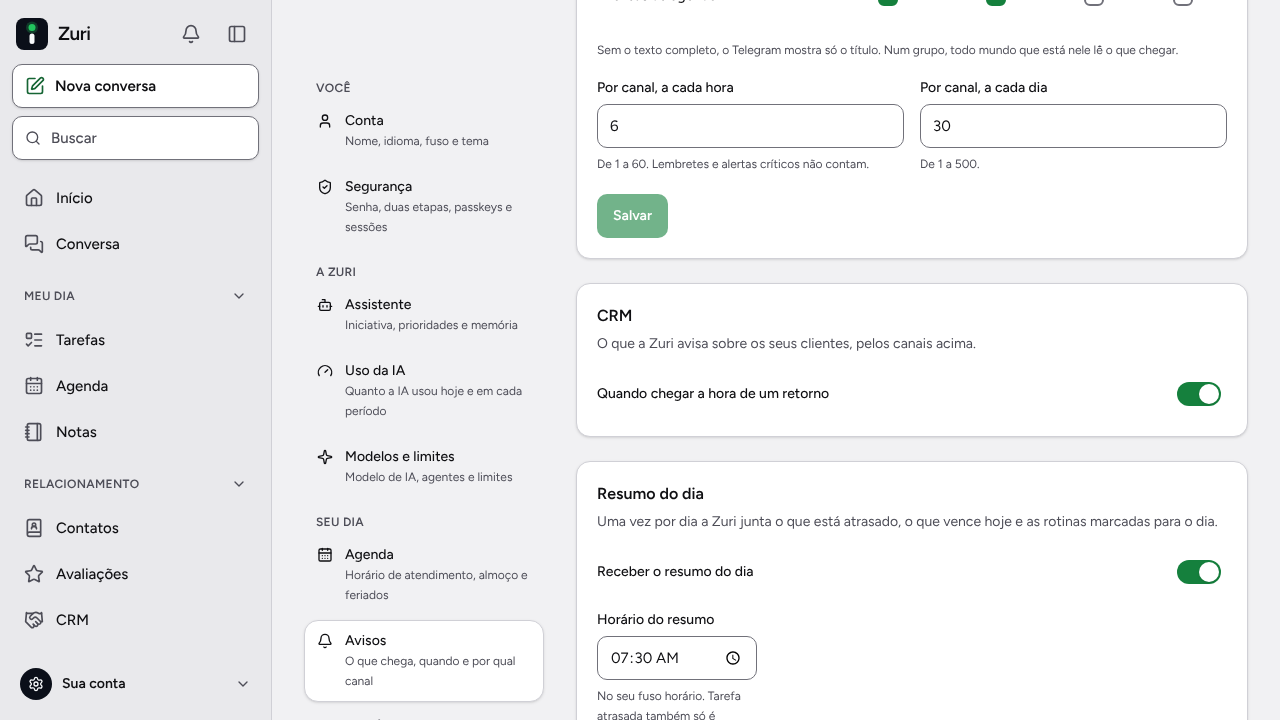 Zuri
Nova conversa
Buscar
Início
Conversa
MEU DIA
Tarefas
Agenda
Notas
RELACIONAMENTO
Contatos
Avaliações
CRM
Sua conta
VOCÊ
Conta
Nome, idioma, fuso e tema
Segurança
Senha, duas etapas, passkeys e
sessões
A ZURI
Assistente
Iniciativa, prioridades e memória
Uso da IA
Quanto a IA usou hoje e em cada
período
Modelos e limites
Modelo de IA, agentes e limites
SEU DIA
Agenda
Horário de atendimento, almoço e
feriados
Avisos
O que chega, quando e por qual
canal
Sem o texto completo, o Telegram mostra só o título. Num grupo, todo mundo que está nele lê o que chegar.
Por canal, a cada hora
Por canal, a cada dia
6
30
De 1 a 60. Lembretes e alertas críticos não contam.
De 1 a 500.
Salvar
CRM
O que a Zuri avisa sobre os seus clientes, pelos canais acima.
Quando chegar a hora de um retorno
Resumo do dia
Uma vez por dia a Zuri junta o que está atrasado, o que vence hoje e as rotinas marcadas para o dia.
Receber o resumo do dia
Horário do resumo
07:30 AM
No seu fuso horário. Tarefa
atrasada também só é